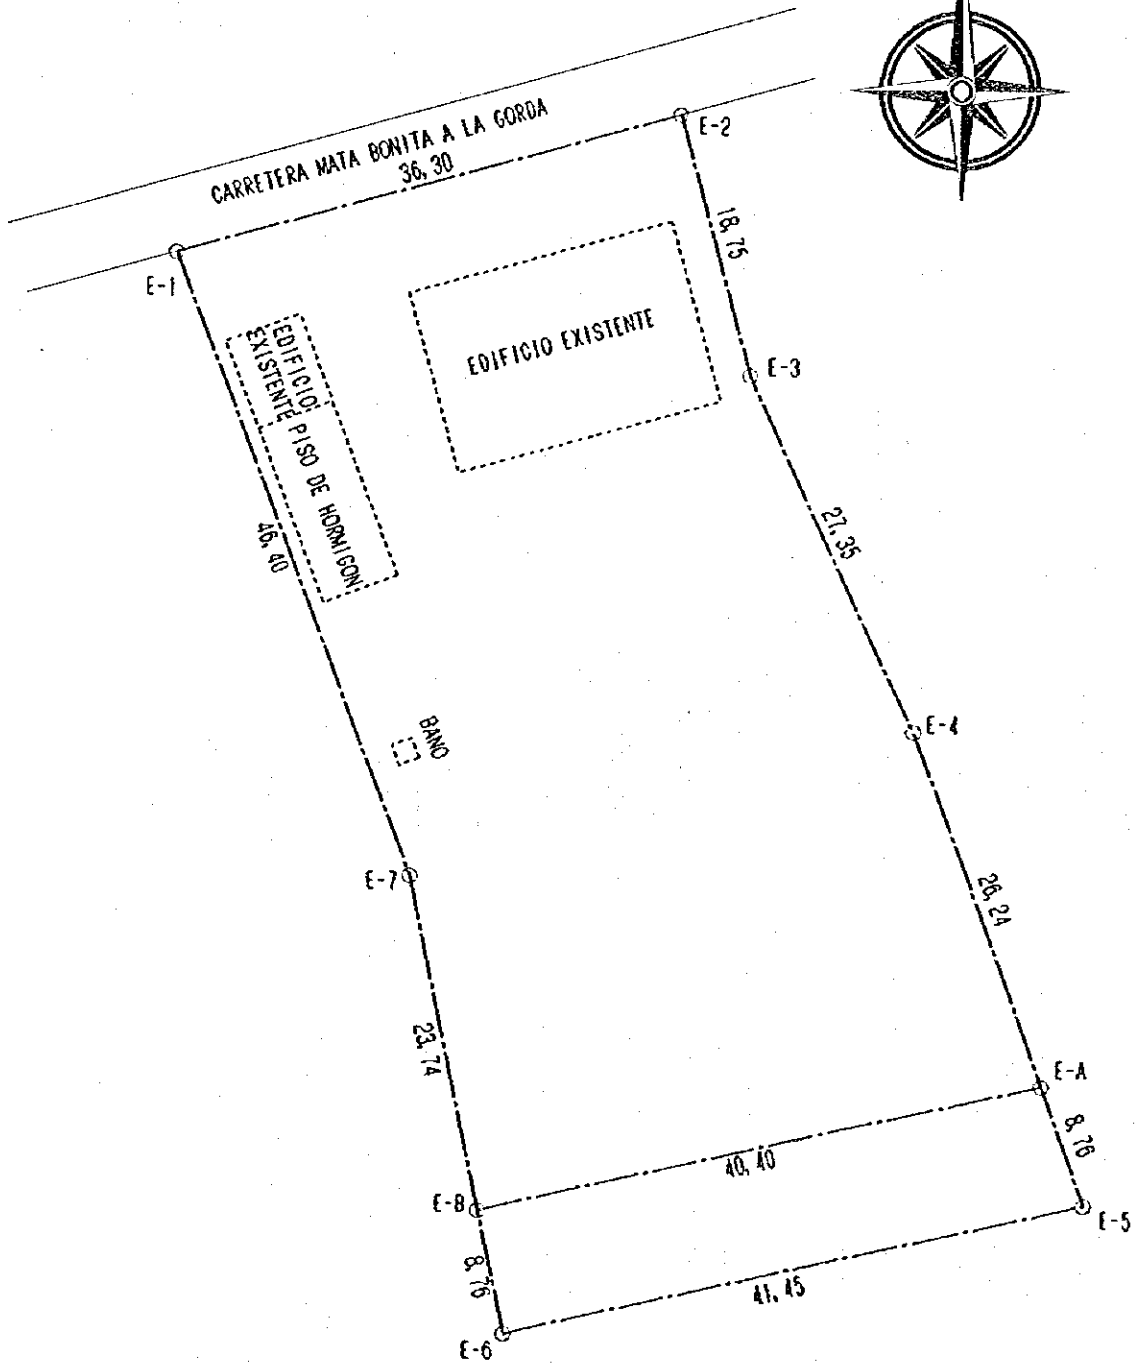 CARRETERA MATA BONITA A LA GORDA
36,30
E-2
E-1
18,75
EDIFICIO EXISTENTE
E-3
EDIFICIO
EXISTENTE
PISO DE HORMIGON
46,40
27,35
BANO
E-4
E-7
26,24
23,74
E-A
8,76
40,40
E-B
E-5
8,76
41,45
E-6